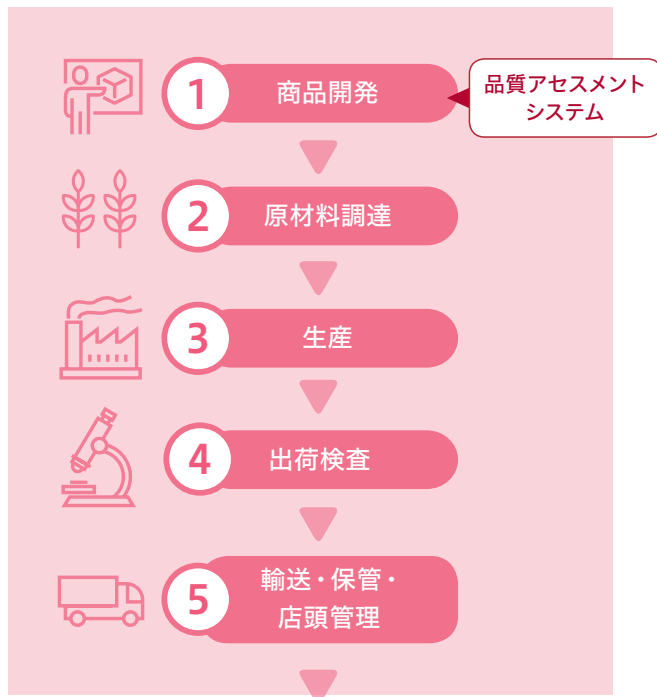 1
商品開発
品質アセスメント
システム
2
原材料調達
3
生産
4
出荷検査
5
輸送・保管・
店頭管理